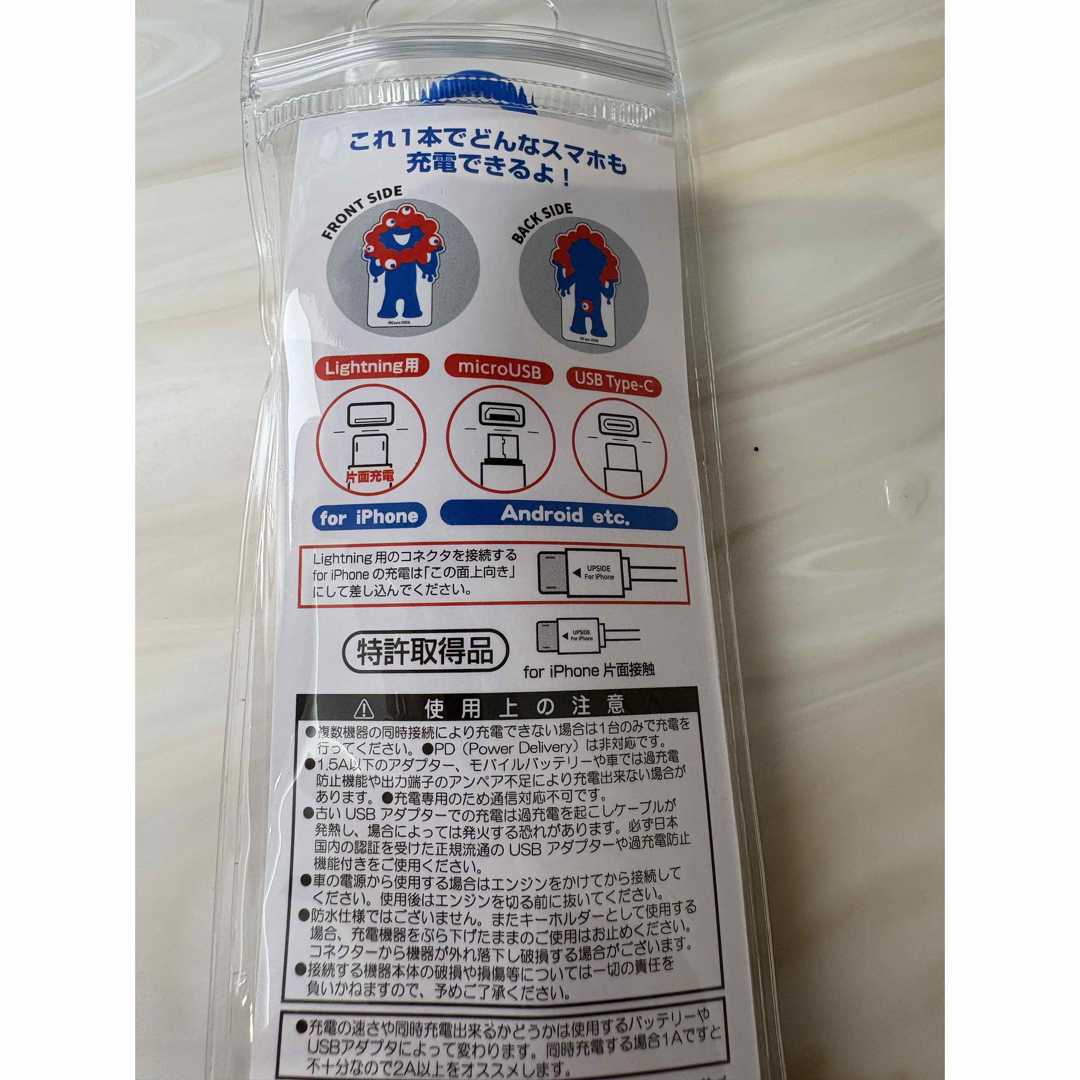 これ1本でどんなスマホも
充電できるよ！
FRONT SIDE
BACK SIDE
Lightning用
microUSB
USB Type-C
片面充電
for iPhone
Android etc.
Lightning用のコネクタを接続する
for iPhoneの充電は「この面上向き」
にして差し込んでください。
UPSIDE
For iPhone
特許取得品
UPSIDE
For iPhone
for iPhone 片面接触
使用上の注意
●複数機器の同時接続により充電できない場合は1台のみで充電を
行ってください。●PD（Power Delivery）は非対応です。
●1.5A以下のアダプター、モバイルバッテリーや車では過充電
防止機能や出力端子のアンペア不足により充電出来ない場合が
あります。●充電専用のため通信対応不可です。
●古いUSBアダプターでの充電は過充電を起こしケーブルが
発熱し、場合によっては発火する恐れがあります。必ず日本
国内の認証を受けた正規流通のUSBアダプターや過充電防止
機能付きをご使用ください。
●車の電源から使用する場合はエンジンをかけてから接続して
ください。使用後はエンジンを切る前に抜いてください。
●防水仕様ではございません。またキーホルダーとして使用する
場合、充電機器をぶら下げたままのご使用はお止めください。
コネクターから機器が外れ落下し破損する場合がございます。
●接続する機器本体の破損や損傷等については一切の責任を
負いかねますので、予めご了承ください。
●充電の速さや同時充電出来るかどうかは使用するバッテリーや
USBアダプタによって変わります。同時充電する場合1Aですと
不十分なので2A以上をオススメします。